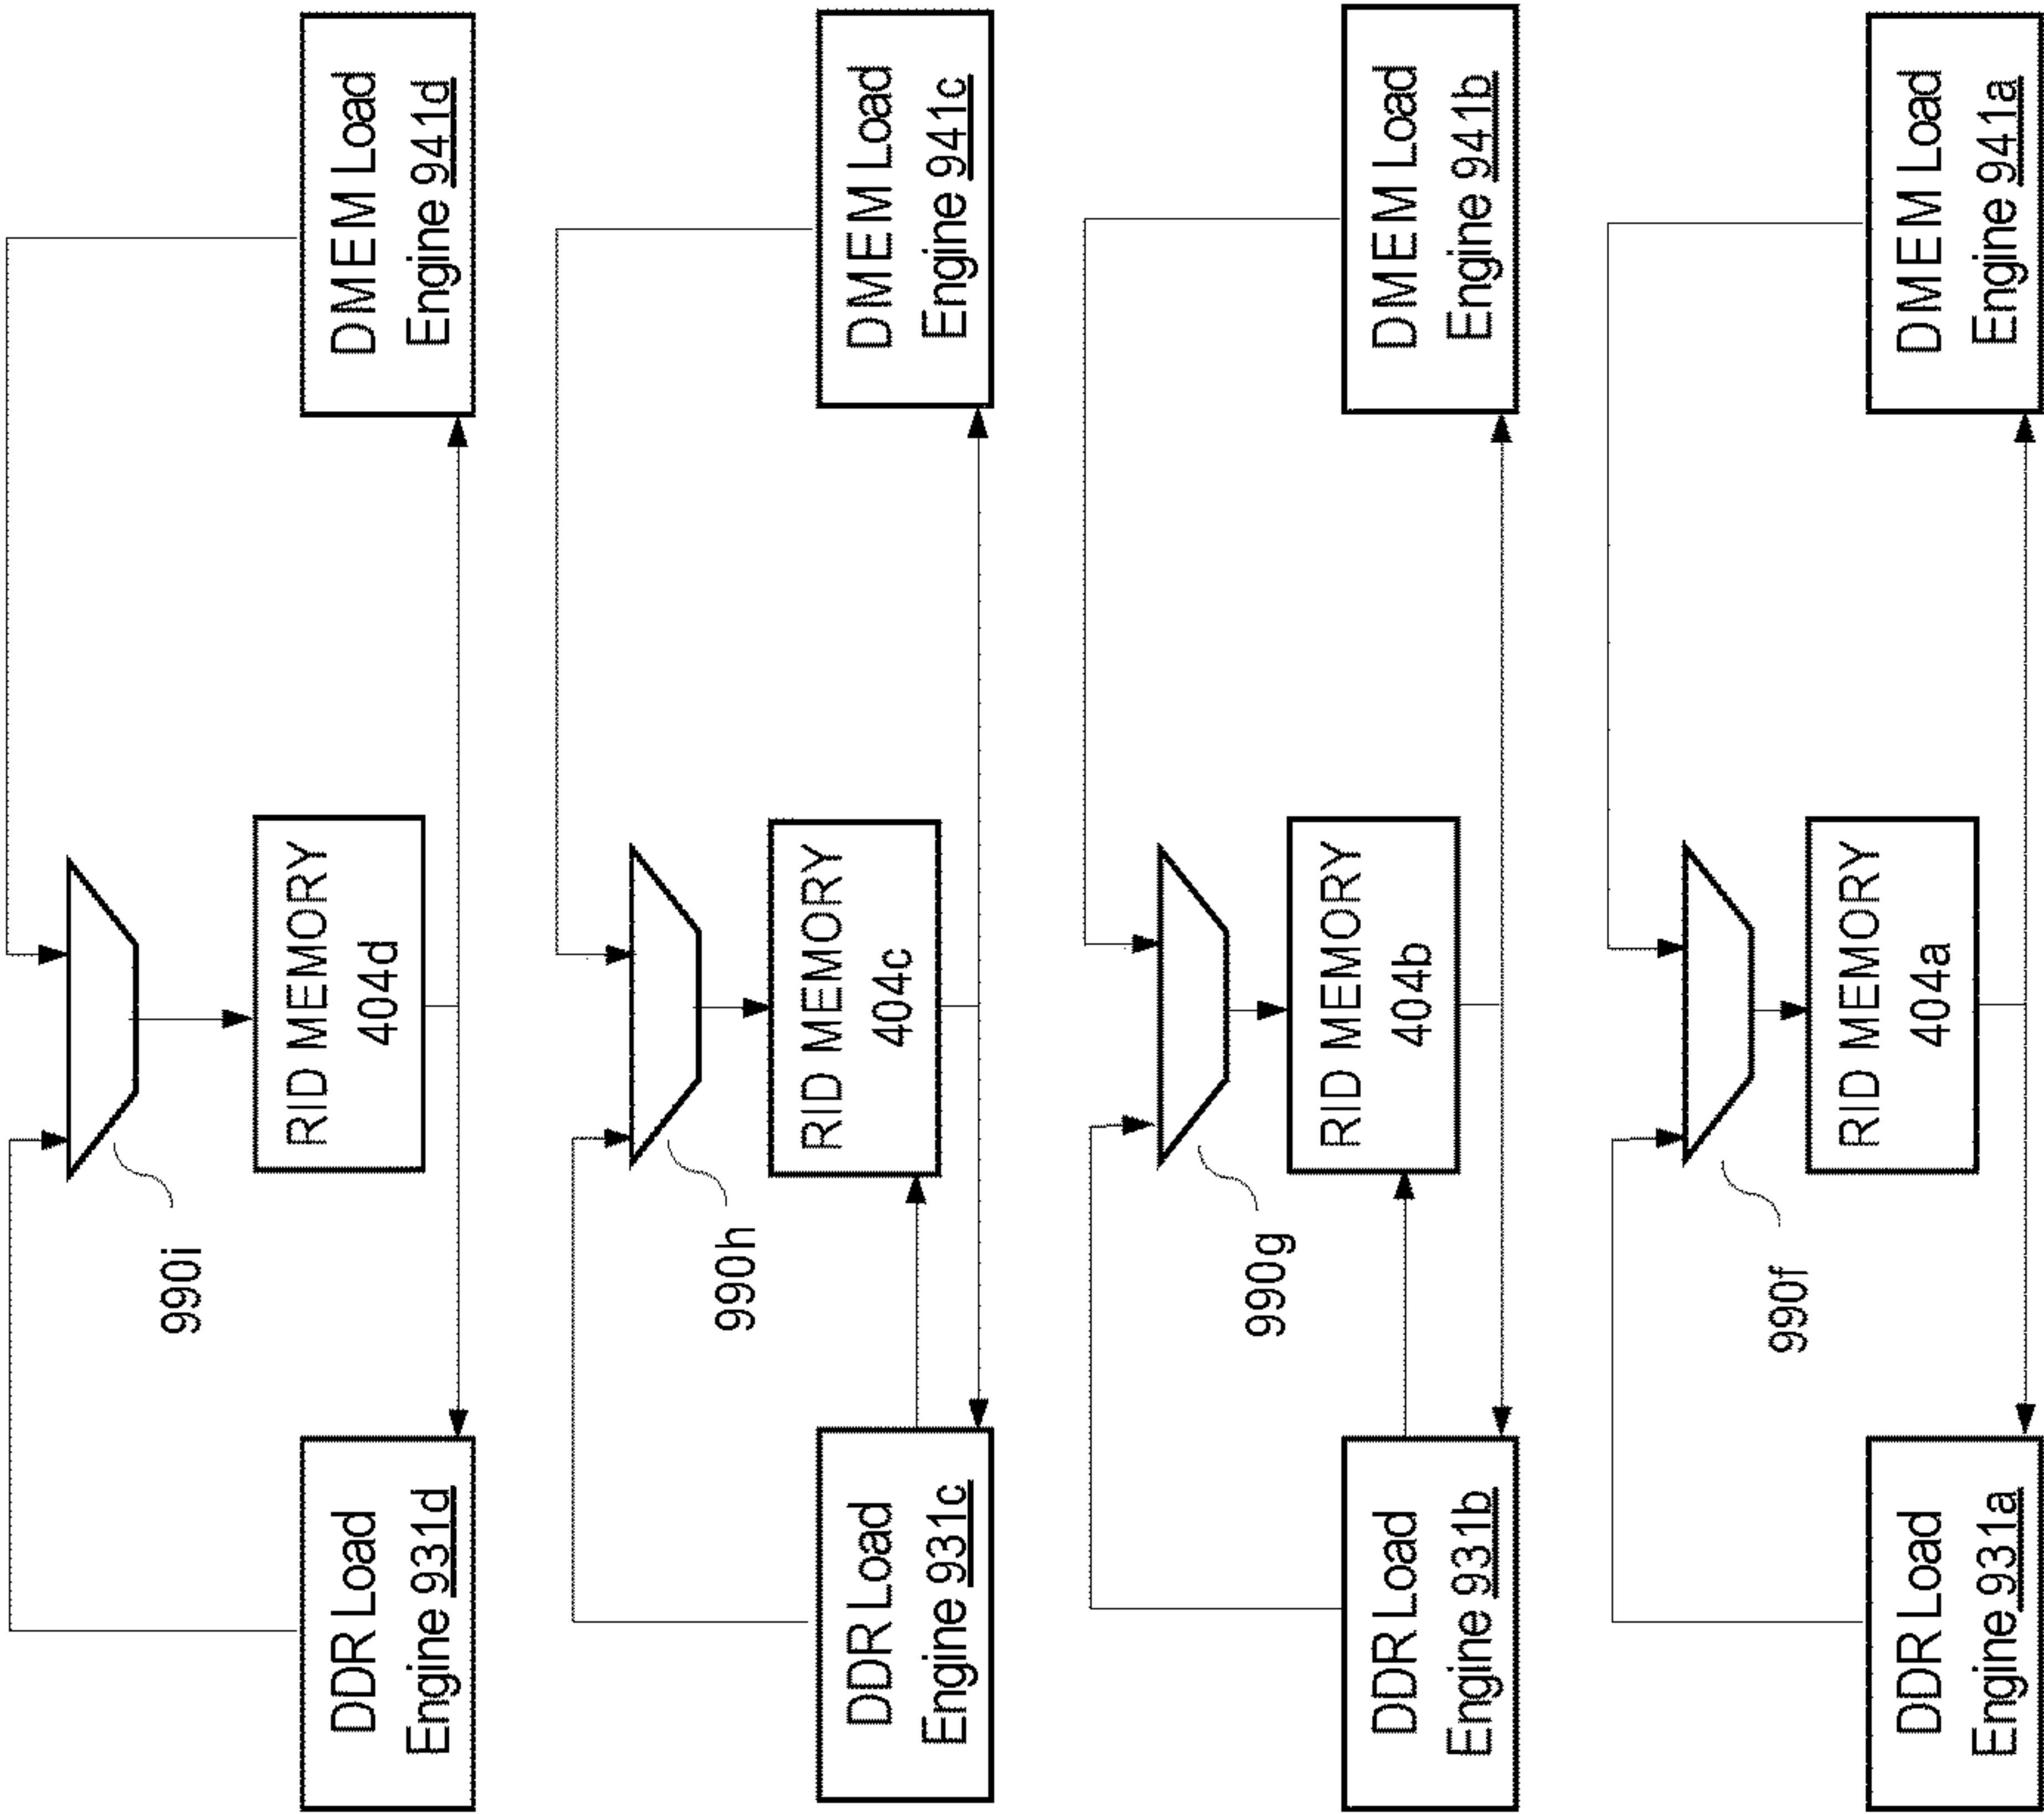 DDR Load
Engine 931d
990i
RID MEMORY
404d
DMEM Load
Engine 941d
DDR Load
Engine 931c
990h
RID MEMORY
404c
DMEM Load
Engine 941c
DDR Load
Engine 931b
990g
RID MEMORY
404b
DMEM Load
Engine 941b
DDR Load
Engine 931a
990f
RID MEMORY
404a
DMEM Load
Engine 941a